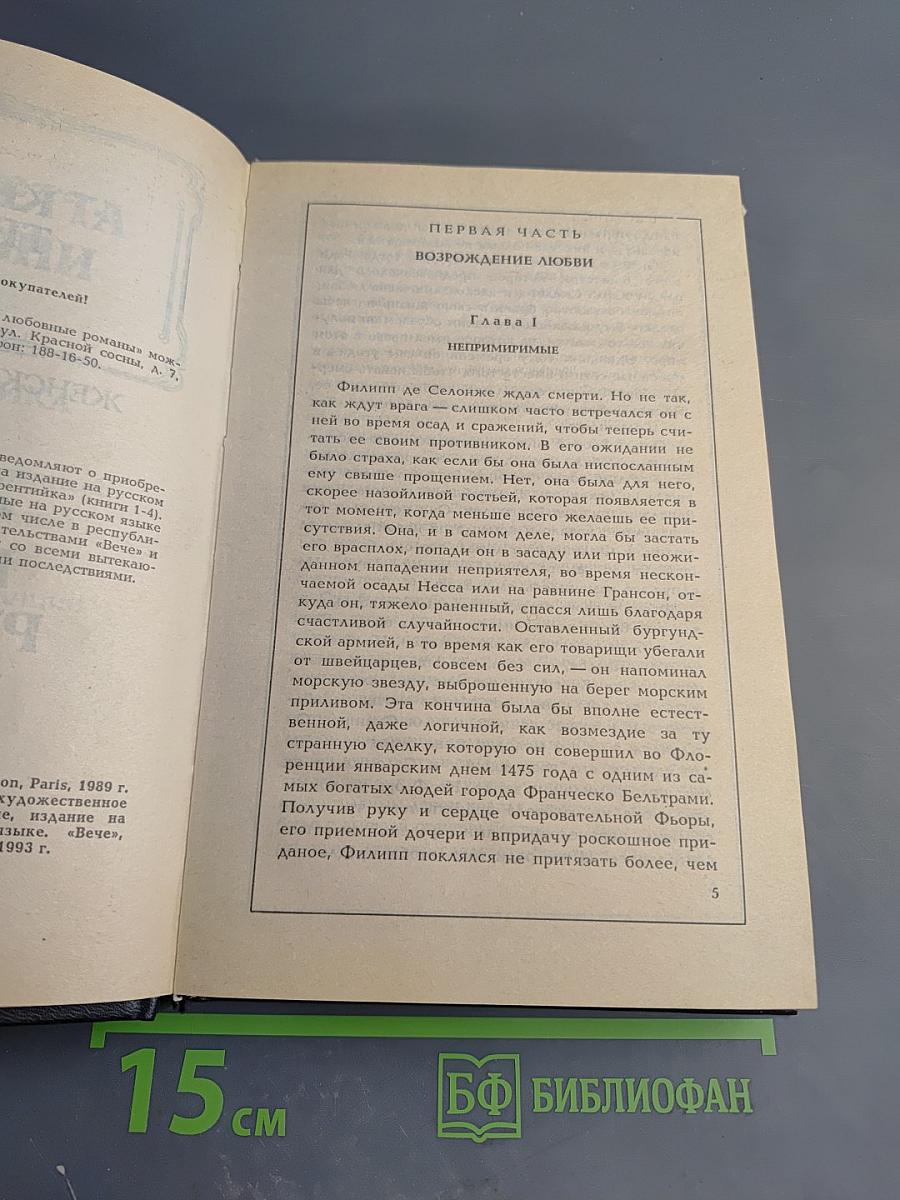 окупателей!
любовные романы» мож-
ул. Красной сосны, д. 7,
фон: 188-16-50.
ведомляют о приобре-
на издание на русском
рентийка” (книги 1-4).
ные на русском языке
ом числе в республи-
тельствами «Вече» и
со всеми вытекаю-
ми последствиями.
on, Paris, 1989 г.
художественное
ие, издание на
языке. «Вече»,
1993 г.
ПЕРВАЯ ЧАСТЬ
ВОЗРОЖДЕНИЕ ЛЮБВИ
Глава I
НЕПРИМИРИМЫЕ
Филипп де Селонже ждал смерти. Но не так,
как ждут врага — слишком часто встречался он с
ней во время осад и сражений, чтобы теперь счи-
тать ее своим противником. В его ожидании не
было страха, как если бы она была ниспосланным
ему свыше прощением. Нет, она была для него,
скорее назойливой гостьей, которая появляется в
тот момент, когда меньше всего желаешь ее при-
сутствия. Она, и в самом деле, могла бы застать
его врасплох, попади он в засаду или при неожи-
данном нападении неприятеля, во время нескон-
чаемой осады Несса или на равнине Грансон, от-
куда он, тяжело раненный, спасся лишь благодаря
счастливой случайности. Оставленный бургунд-
ской армией, в то время как его товарищи убегали
от швейцарцев, совсем без сил, — он напоминал
морскую звезду, выброшенную на берег морским
приливом. Эта кончина была бы вполне естест-
венной, даже логичной, как возмездие за ту
странную сделку, которую он совершил во Фло-
ренции январским днем 1475 года с одним из са-
мых богатых людей города Франческо Бельтрами.
Получив руку и сердце очаровательной Фьоры,
его приемной дочери и впридачу роскошное при-
даное, Филипп поклялся не притязать более, чем
5
15 см
БФ БИБЛИОФАН